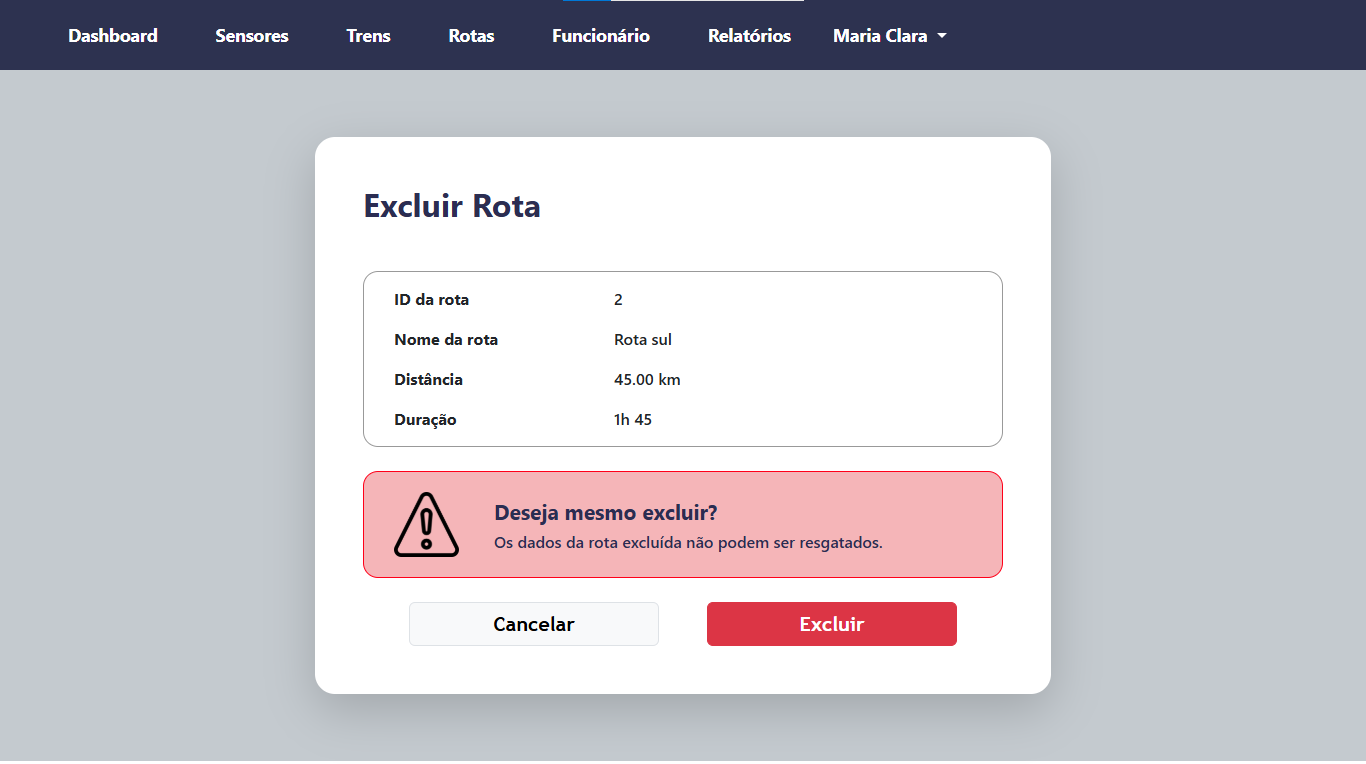 Dashboard Sensores Trens Rotas Funcionário Relatórios Maria Clara
Excluir Rota
ID da rota 2
Nome da rota Rota sul
Distância 45.00 km
Duração 1h 45
Deseja mesmo excluir?
Os dados da rota excluída não podem ser resgatados.
Cancelar Excluir